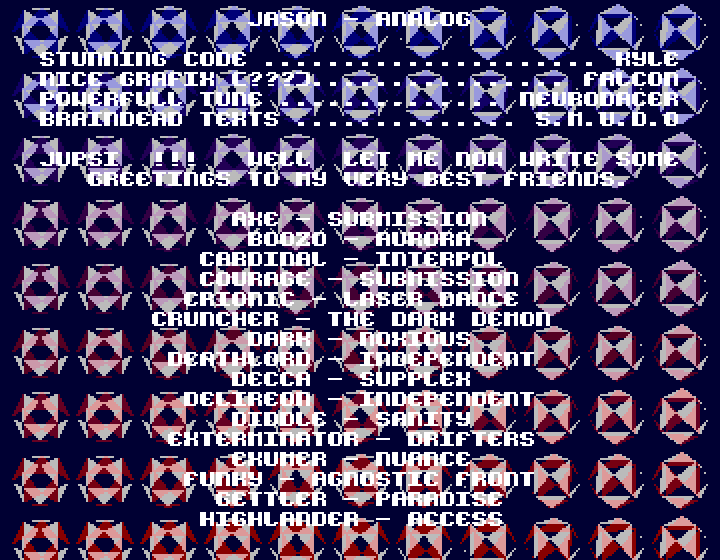 JASON - ANALOG
STUNNING CODE ..................... KYLE
NICE GRAFIX (???)................ FALCON
POWERFULL TUNE ............... NEURODACER
BRAINDEAD TEXTS .............. S.M.U.D.O
JUPSI  !!!   WELL  LET ME NOW WRITE SOME
GREETINGS TO MY VERY BEST FRIENDS.
AXE - SUBMISSION
BOOZO - AURORA
CARDINAL - INTERPOL
COURAGE - SUBMISSION
CRIONIC - LASER DANCE
CRUNCHER - THE DARK DEMON
DARK - NOXIOUS
DEATHLORD - INDEPENDENT
DECCA - SUPPLEX
DELIREON - INDEPENDENT
DIDDLE - SANITY
EXTERMINATOR - DRIFTERS
EXUMER - NUANCE
FUNKY - AGNOSTIC FRONT
GETTLER - PARADISE
HIGHLANDER - ACCESS